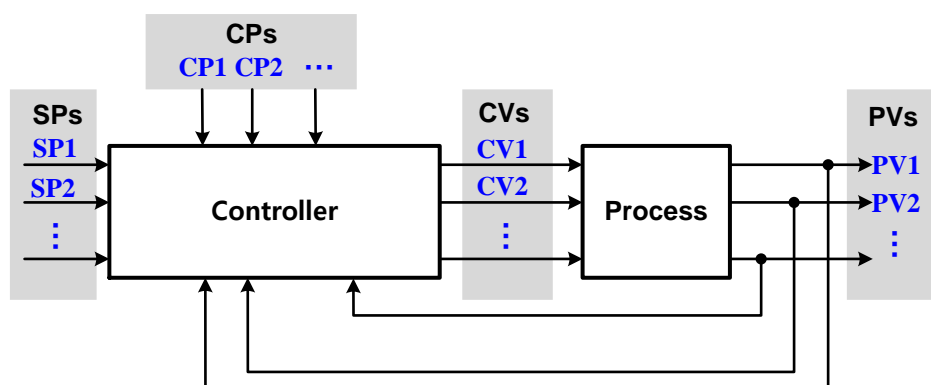 CPs
CP1 CP2 ...
SPs
SP1
SP2
⋮
Controller
CVs
CV1
CV2
⋮
Process
PVs
PV1
PV2
⋮